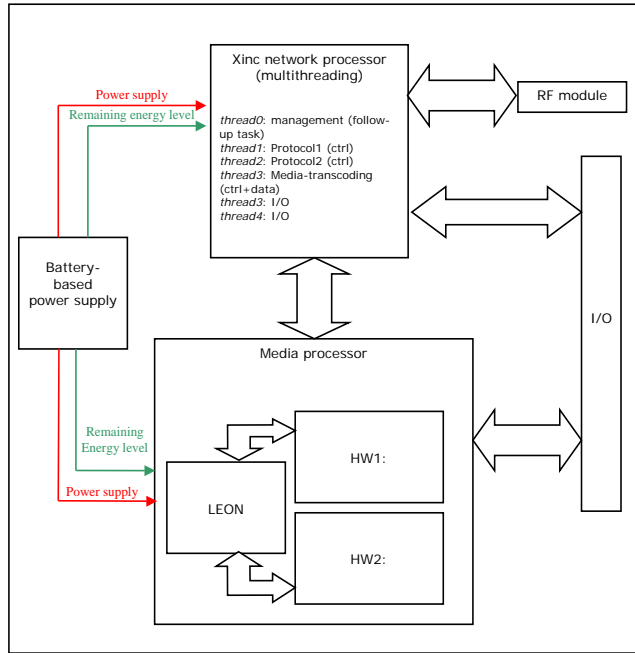 Xinc network processor
(multithreading)
Power supply
Remaining energy level
RF module
thread0: management (follow-
up task)
thread1: Protocol1 (ctrl)
thread2: Protocol2 (ctrl)
thread3: Media-transcoding
(ctrl+data)
thread3: I/O
thread4: I/O
Battery-
based
power supply
I/O
Media processor
Remaining
Energy level
HW1:
Power supply
LEON
HW2: